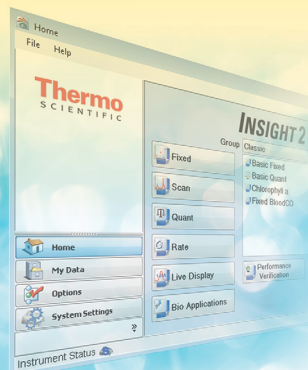 Home
File Help
Thermo
SCIENTIFIC
INSIGHT 2
Group Classic
Fixed
Scan
Quant
Rate
Live Display
Bio Applications
Basic Fixed
Basic Quant
Chlorophyll a
Fixed BloodCO
Performance
Verification
Home
My Data
Options
System Settings
?
Instrument Status